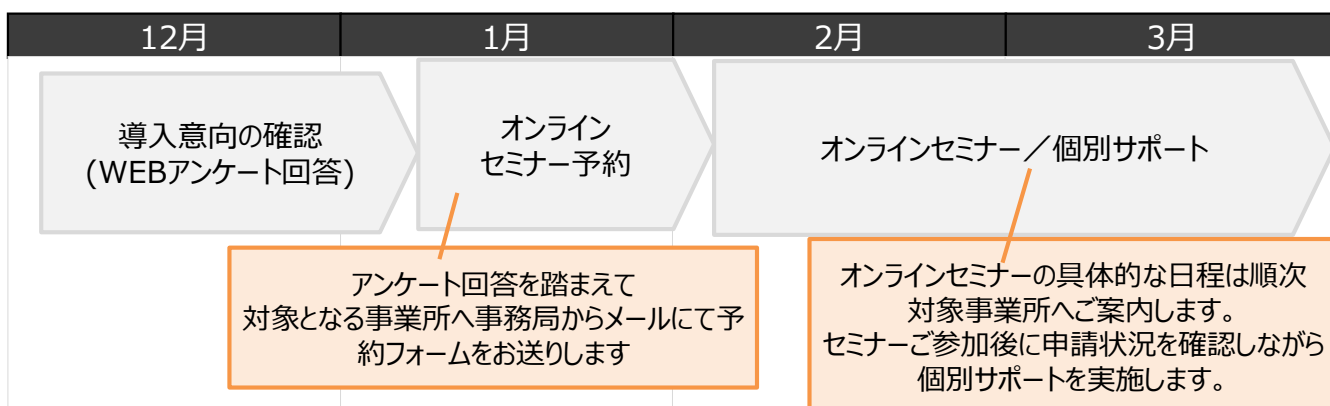 12月
1月
2月
3月
導入意向の確認
(WEBアンケート回答)
オンライン
セミナー予約
オンラインセミナー／個別サポート
アンケート回答を踏まえて
対象となる事業所へ事務局からメールにて予
約フォームをお送りします
オンラインセミナーの具体的な日程は順次
対象事業所へご案内します。
セミナーご参加後に申請状況を確認しながら
個別サポートを実施します。